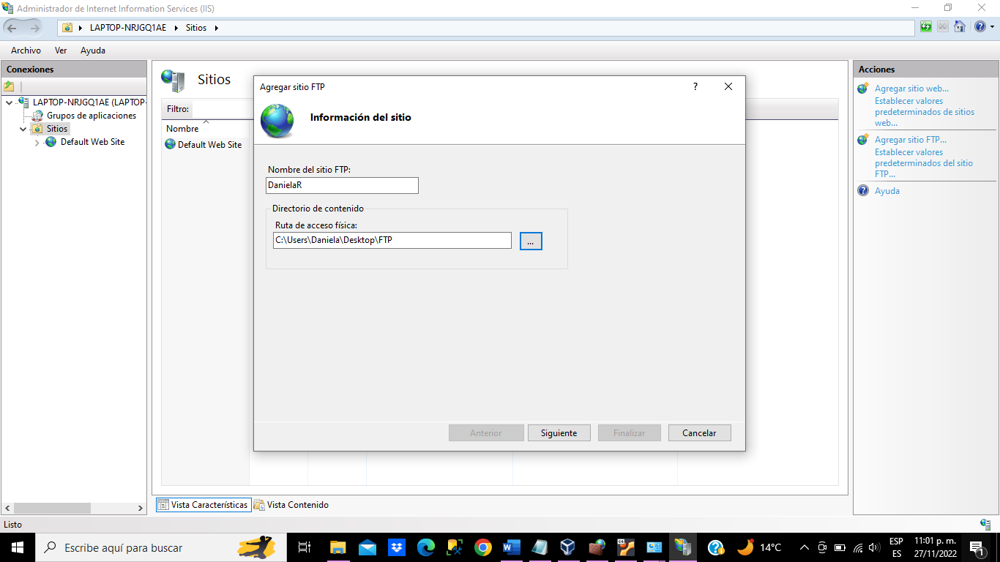 Administrador de Internet Information Services (IIS)
LAPTOP-NRJGQ1AE
Sitios
Archivo Ver Ayuda
Conexiones
LAPTOP-NRJGQ1AE (LAPTOP-
Grupos de aplicaciones
Sitios
Default Web Site
Sitios
Filtro:
Nombre
Default Web Site
Agregar sitio FTP
?
Información del sitio
Nombre del sitio FTP:
DanielaR
Directorio de contenido
Ruta de acceso física:
C:\Users\Daniela\Desktop\FTP
...
Anterior Siguiente Finalizar Cancelar
Acciones
Agregar sitio web...
Establecer valores
predeterminados de sitios
web...
Agregar sitio FTP...
Establecer valores
predeterminados del sitio
FTP...
Ayuda
Vista Características Vista Contenido
Listo
Escribe aquí para buscar
14°C
ESP
ES
11:01 p. m.
27/11/2022
1